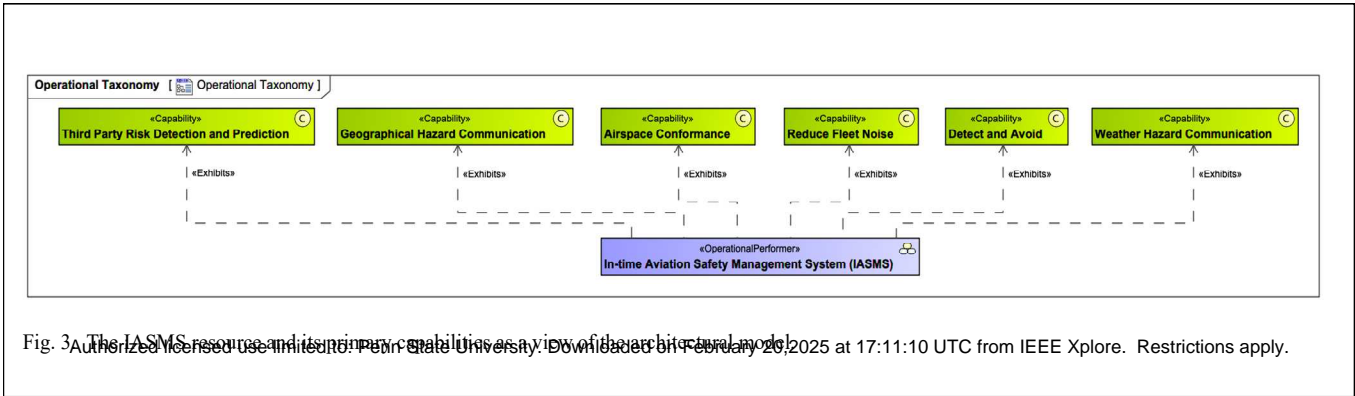 Operational Taxonomy [ Operational Taxonomy ]
«Capability»
Third Party Risk Detection and Prediction
C
«Capability»
Geographical Hazard Communication
C
«Capability»
Airspace Conformance
C
«Capability»
Reduce Fleet Noise
C
«Capability»
Detect and Avoid
C
«Capability»
Weather Hazard Communication
C
«Exhibits»
«Exhibits»
«Exhibits»
«Exhibits»
«Exhibits»
«Exhibits»
«OperationalPerformer»
In-time Aviation Safety Management System (IASMS)
Fig. 3. The IASMS resource and its primary capabilities as a view of the architectural model.
Authorized licensed use limited to: Penn State University. Downloaded on February 20,2025 at 17:11:10 UTC from IEEE Xplore. Restrictions apply.